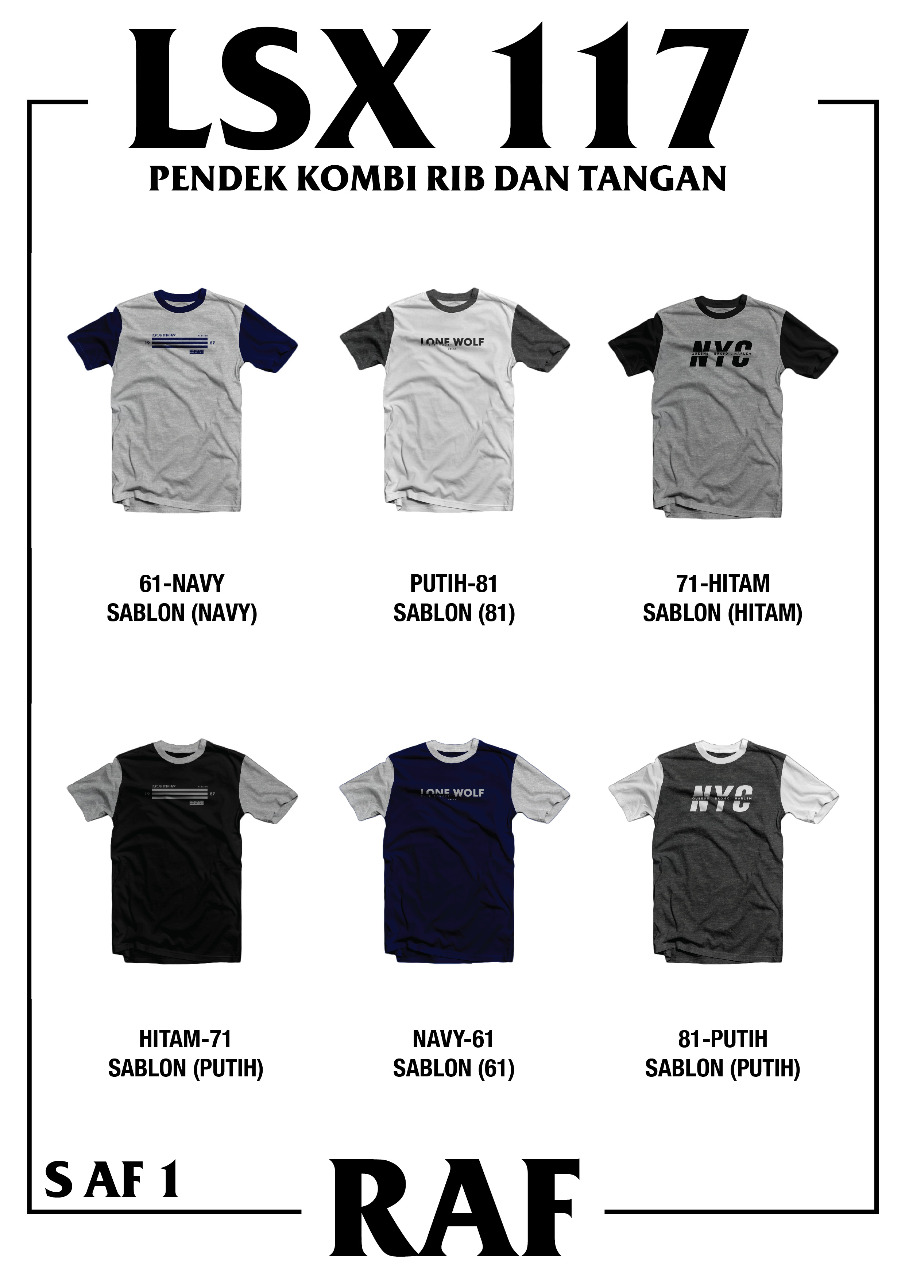 LSX 117
PENDEK KOMBI RIB DAN TANGAN
LONE WOLF
NYC
61-NAVY
SABLON (NAVY)
PUTIH-81
SABLON (81)
71-HITAM
SABLON (HITAM)
LONE WOLF
NYC
HITAM-71
SABLON (PUTIH)
NAVY-61
SABLON (61)
81-PUTIH
SABLON (PUTIH)
S AF 1
RAF